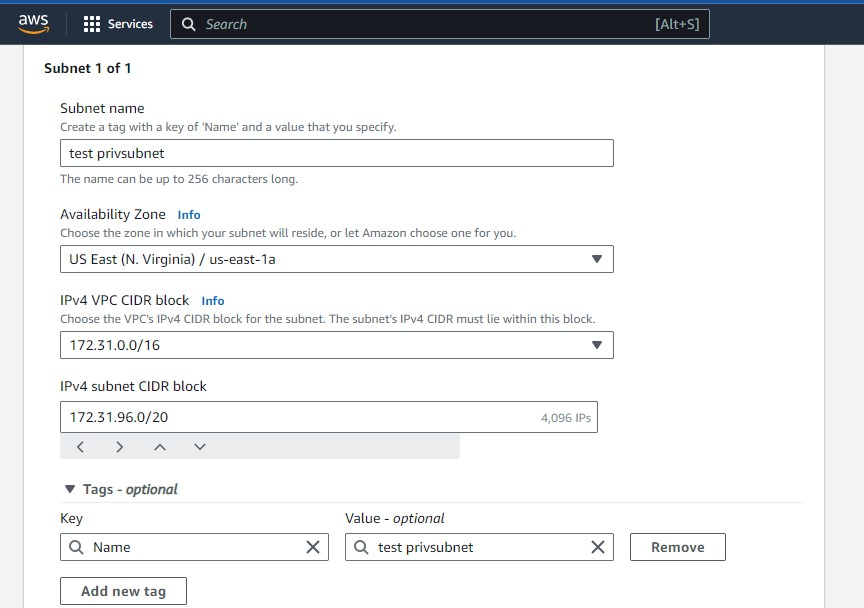 aws
Services
Search [Alt+S]
Subnet 1 of 1
Subnet name
Create a tag with a key of 'Name' and a value that you specify.
test privsubnet
The name can be up to 256 characters long.
Availability Zone Info
Choose the zone in which your subnet will reside, or let Amazon choose one for you.
US East (N. Virginia) / us-east-1a
IPv4 VPC CIDR block Info
Choose the VPC's IPv4 CIDR block for the subnet. The subnet's IPv4 CIDR must lie within this block.
172.31.0.0/16
IPv4 subnet CIDR block
172.31.96.0/20 4,096 IPs
Tags - optional
Key Value - optional
Name test privsubnet Remove
Add new tag